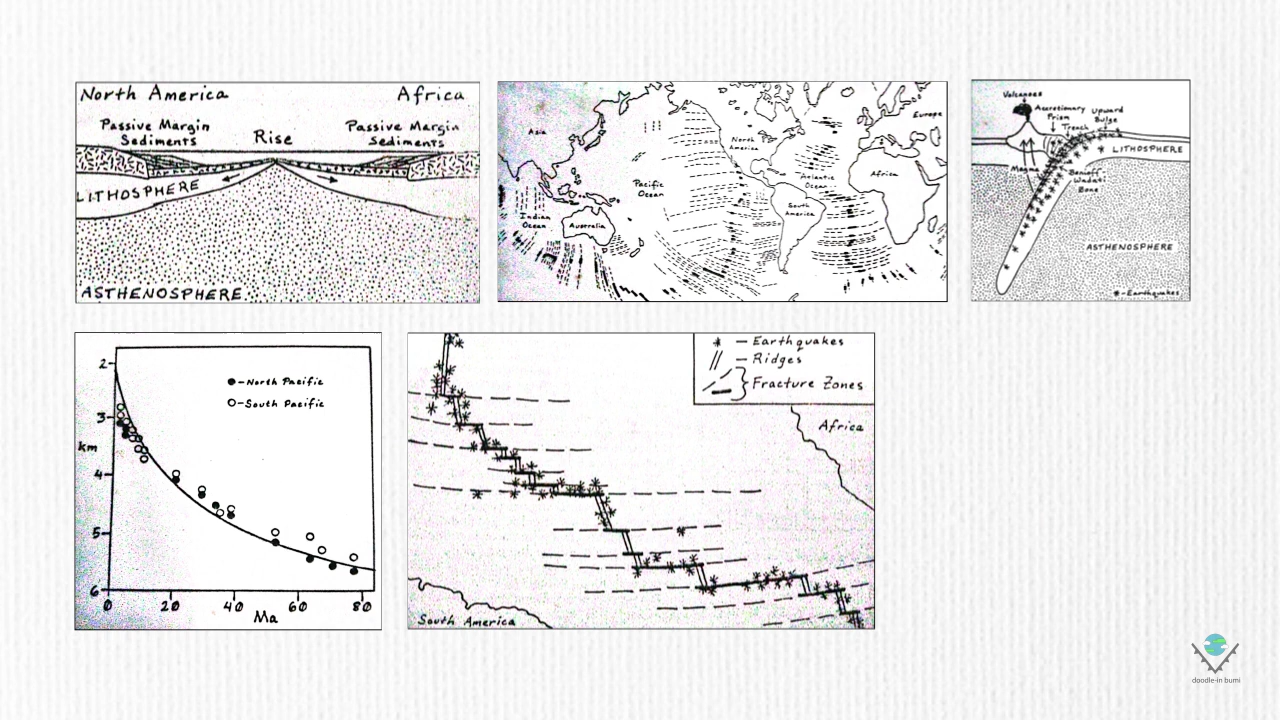 North America
Africa
Passive Margin
Sediments
Rise
Passive Margin
Sediments
LITHOSPHERE
ASTHENOSPHERE
Asia
Europe
North
America
Pacific
Ocean
Atlantic
Ocean
Africa
South
America
Indian
Ocean
Australia
Volcanoes
Accretionary
Prism
Upward
Bulge
Trench
LITHOSPHERE
Magma
Benioff
Wadati
Zone
ASTHENOSPHERE
*-Earthquakes
2
3
km
4
5
6
0 20 40 60 80
Ma
-North Pacific
-South Pacific
Earthquakes
Ridges
Fracture Zones
Africa
South America
doodle-in bumi